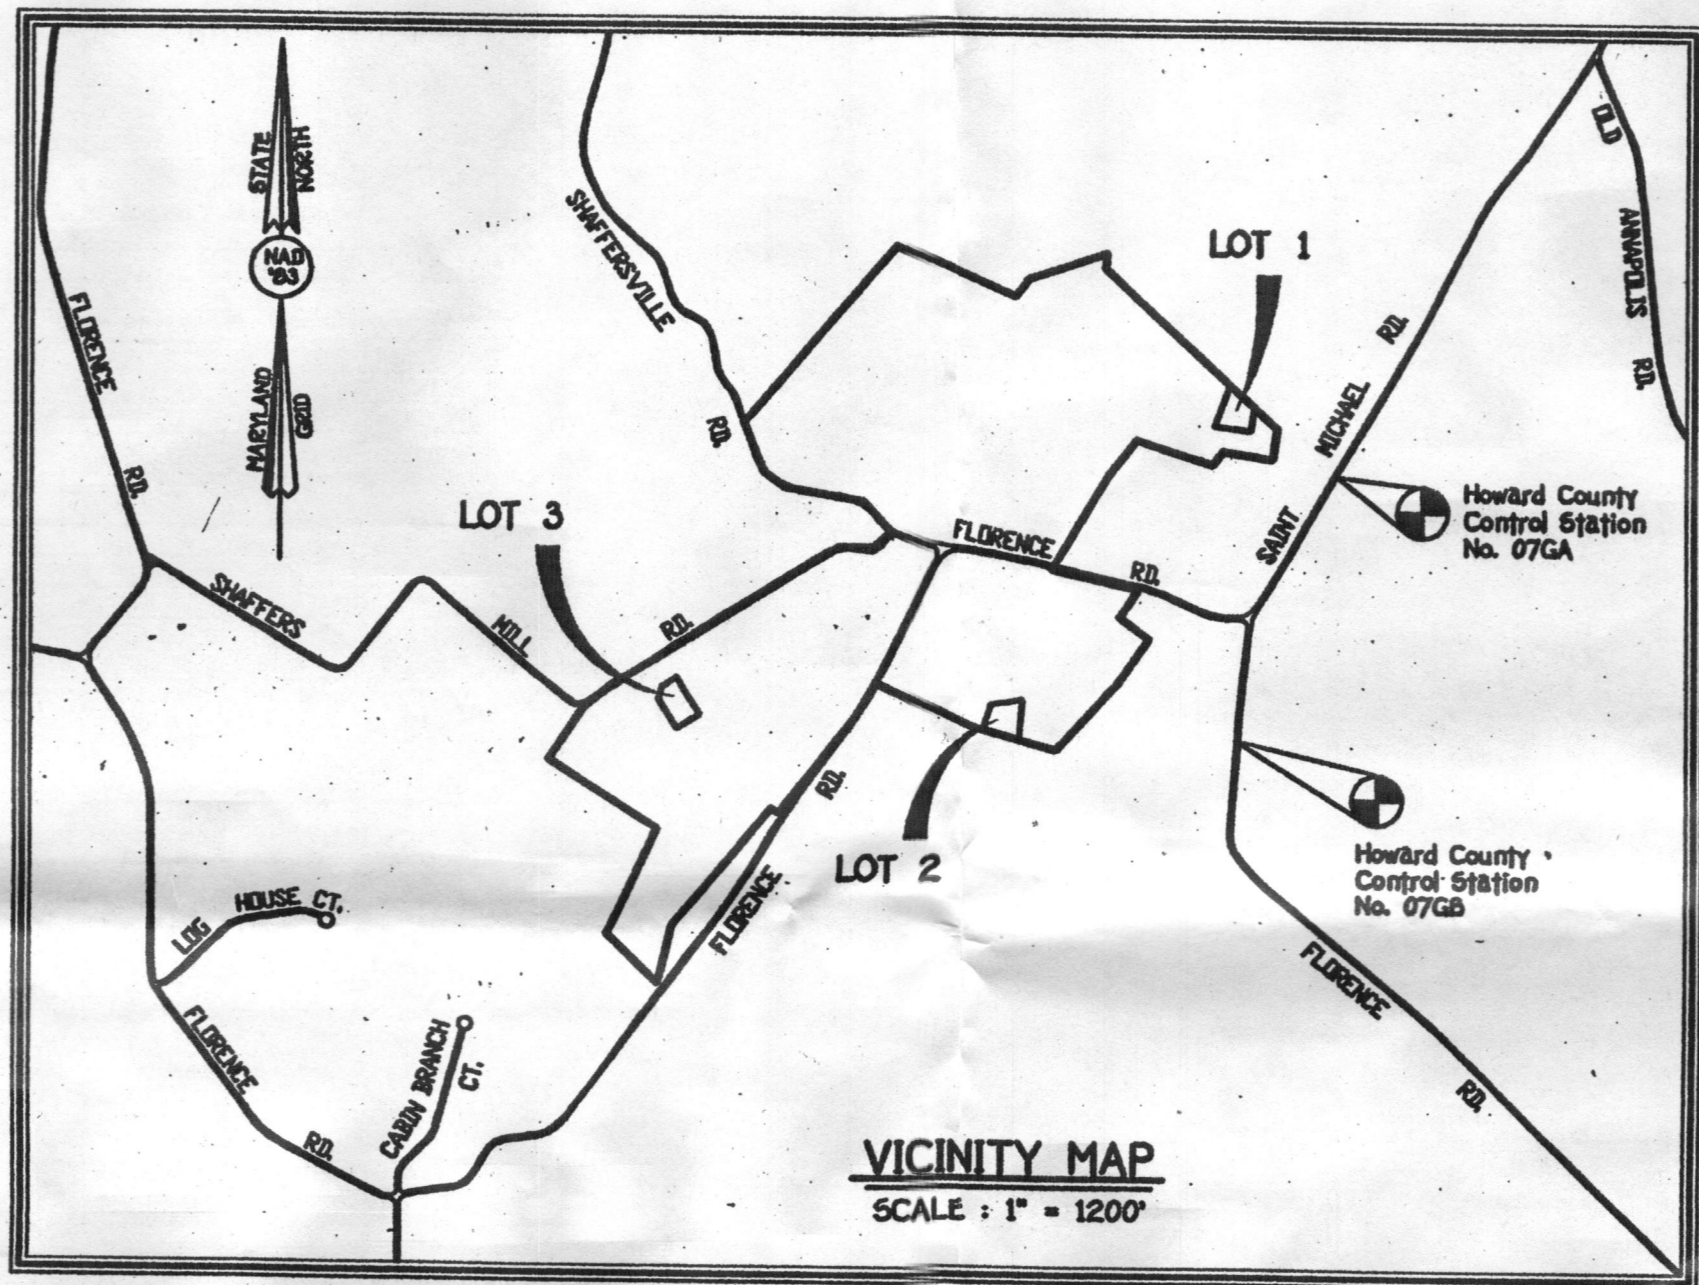 STATE NORTH
NAD
'83
MARYLAND GRID
FLORENCE RD.
SHAFFERSVILLE RD.
LOT 1
OLD ANNAPOLIS RD.
SAINT MICHAEL RD.
Howard County
Control Station
No. 07GA
LOT 3
FLORENCE RD.
SHAFFERS MILL RD.
LOT 2
FLORENCE RD.
Howard County
Control Station
No. 07GB
LOG HOUSE CT.
FLORENCE RD.
CABIN BRANCH CT.
FLORENCE RD.
VICINITY MAP
SCALE : 1" = 1200'